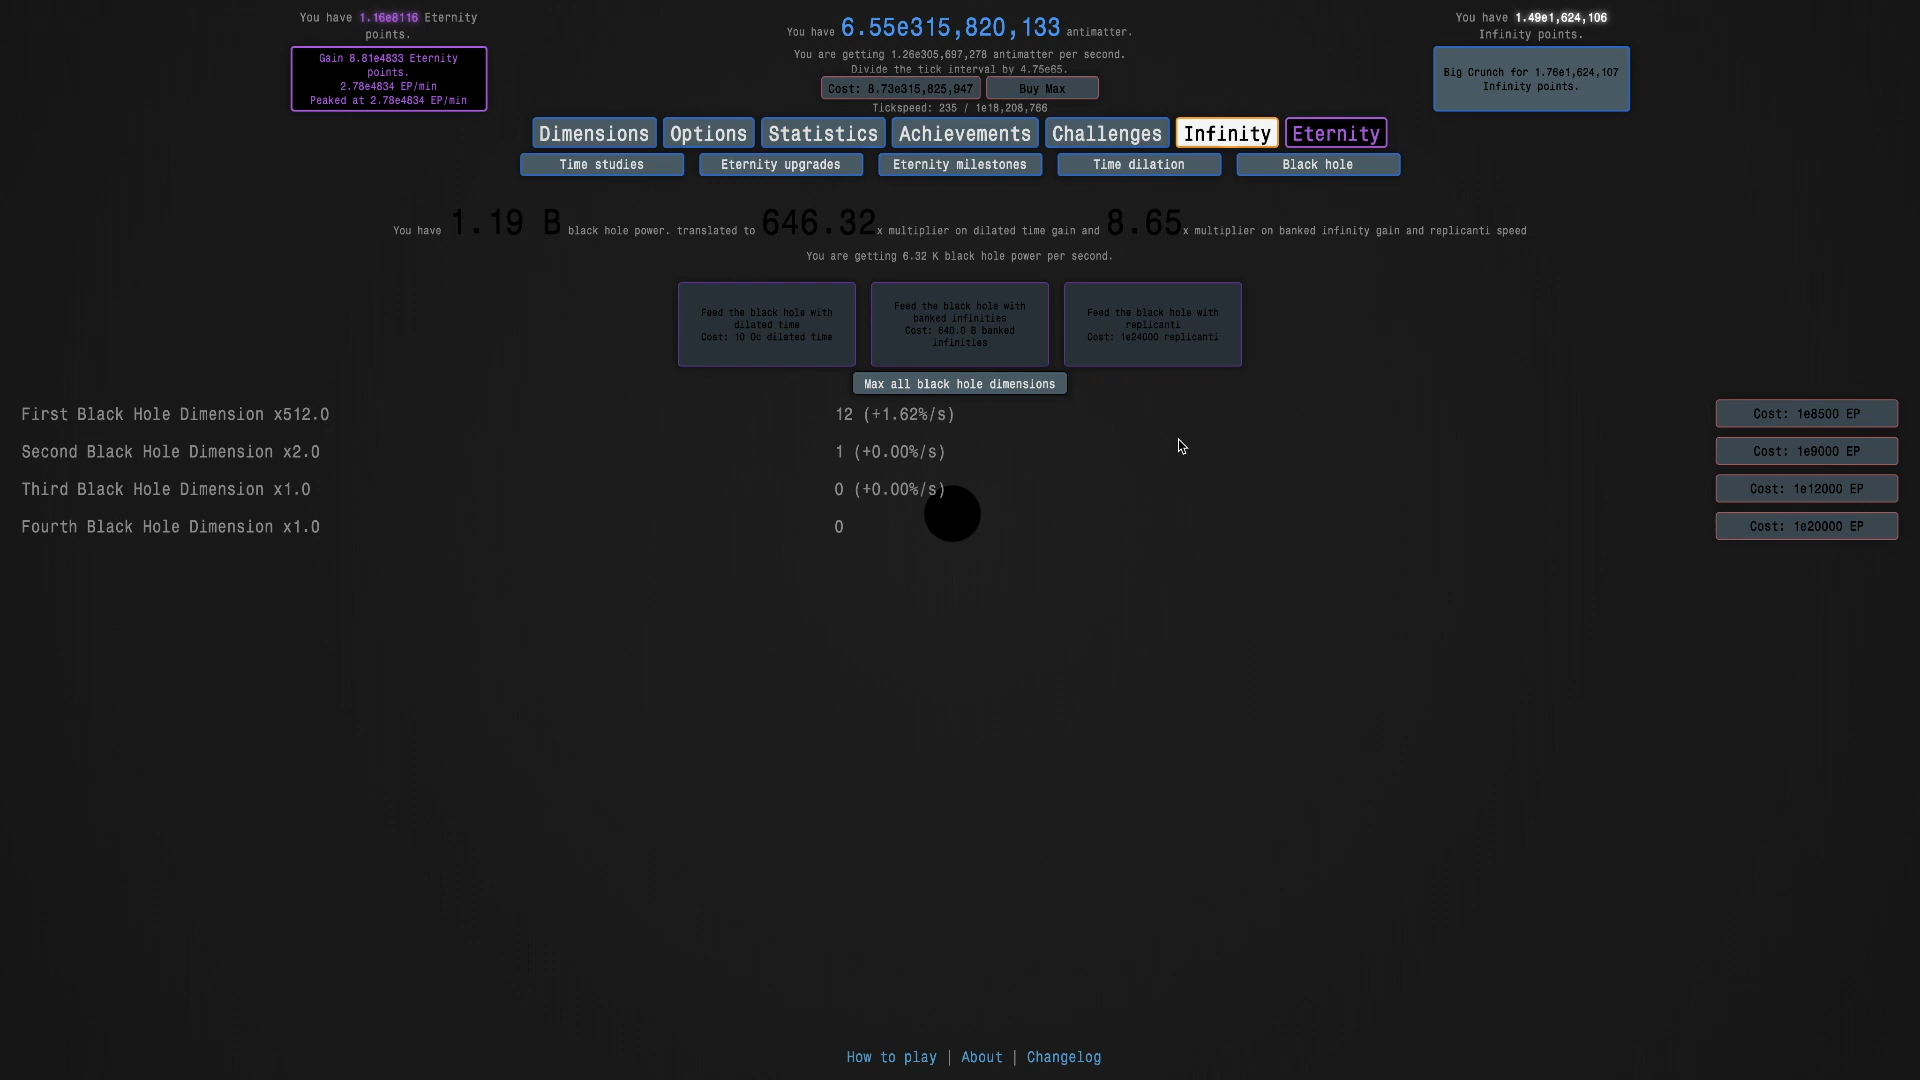 You have 1.16e8116 Eternity
points.
Gain 8.81e4833 Eternity
points.
2.78e4834 EP/min
Peaked at 2.78e4834 EP/min
You have 6.55e315,820,133 antimatter.
You are getting 1.26e305,697,278 antimatter per second.
Divide the tick interval by 4.75e65.
Cost: 8.73e315,825,947
Buy Max
Tickspeed: 235 / 1e18,208,766
You have 1.49e1,624,106
Infinity points.
Big Crunch for 1.76e1,624,107
Infinity points.
Dimensions
Options
Statistics
Achievements
Challenges
Infinity
Eternity
Time studies
Eternity upgrades
Eternity milestones
Time dilation
Black hole
You have 1.19 B black hole power. translated to 646.32x multiplier on dilated time gain and 8.65x multiplier on banked infinity gain and replicanti speed
You are getting 6.32 K black hole power per second.
Feed the black hole with
dilated time
Cost: 10 Oc dilated time
Feed the black hole with
banked infinities
Cost: 640.0 B banked
infinities
Feed the black hole with
replicanti
Cost: 1e24000 replicanti
Max all black hole dimensions
First Black Hole Dimension x512.0
12 (+1.62%/s)
Cost: 1e8500 EP
Second Black Hole Dimension x2.0
1 (+0.00%/s)
Cost: 1e9000 EP
Third Black Hole Dimension x1.0
0 (+0.00%/s)
Cost: 1e12000 EP
Fourth Black Hole Dimension x1.0
0
Cost: 1e20000 EP
How to play | About | Changelog